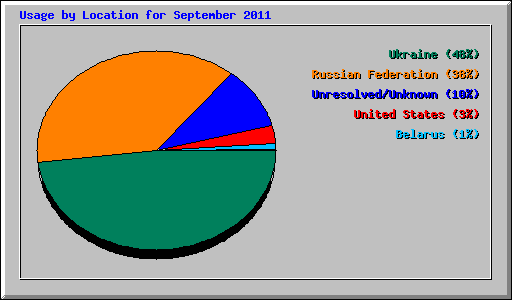 Usage by Location for September 2011
Ukraine (48%)
Russian Federation (38%)
Unresolved/Unknown (10%)
United States (3%)
Belarus (1%)